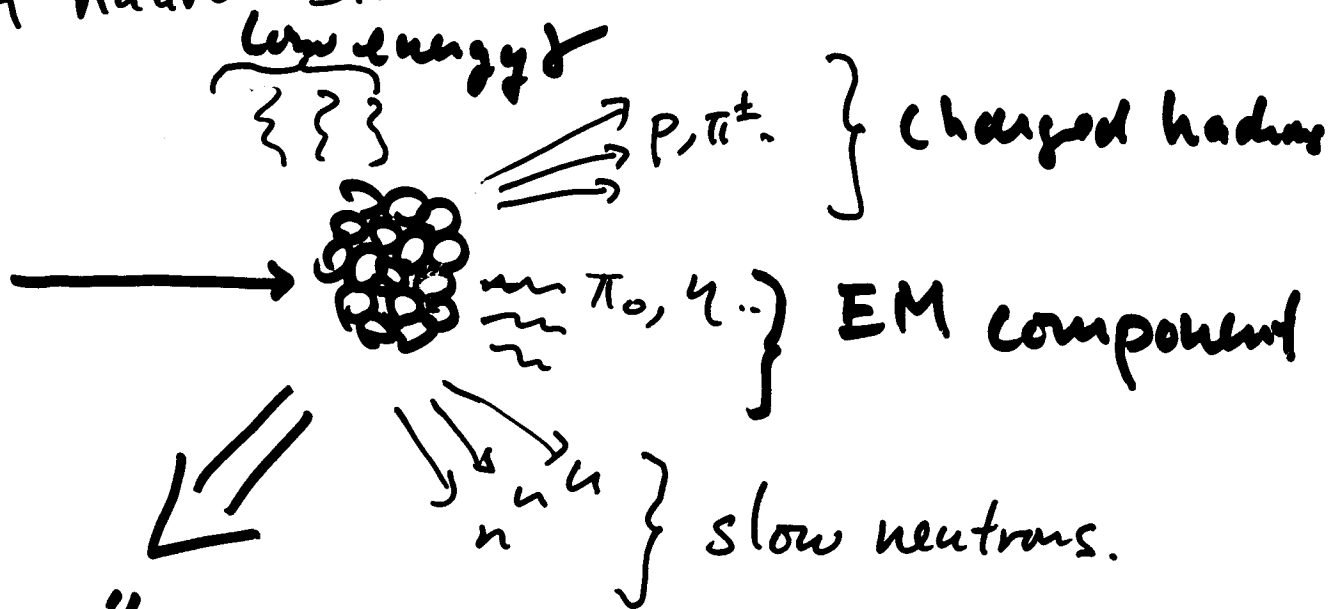 low energy γ
p, π±.. } charged hadrons
π₀, η .. } EM component
n n n } slow neutrons.